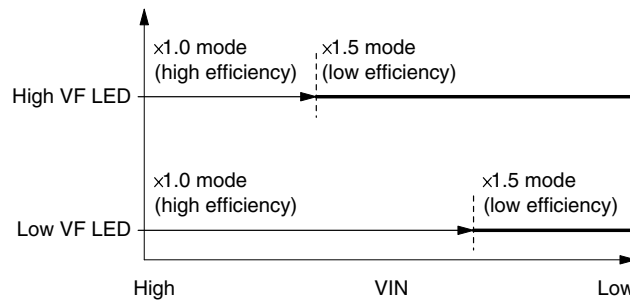 ×1.0 mode
(high efficiency)
×1.5 mode
(low efficiency)
High VF LED
×1.0 mode
(high efficiency)
×1.5 mode
(low efficiency)
Low VF LED
High
VIN
Low